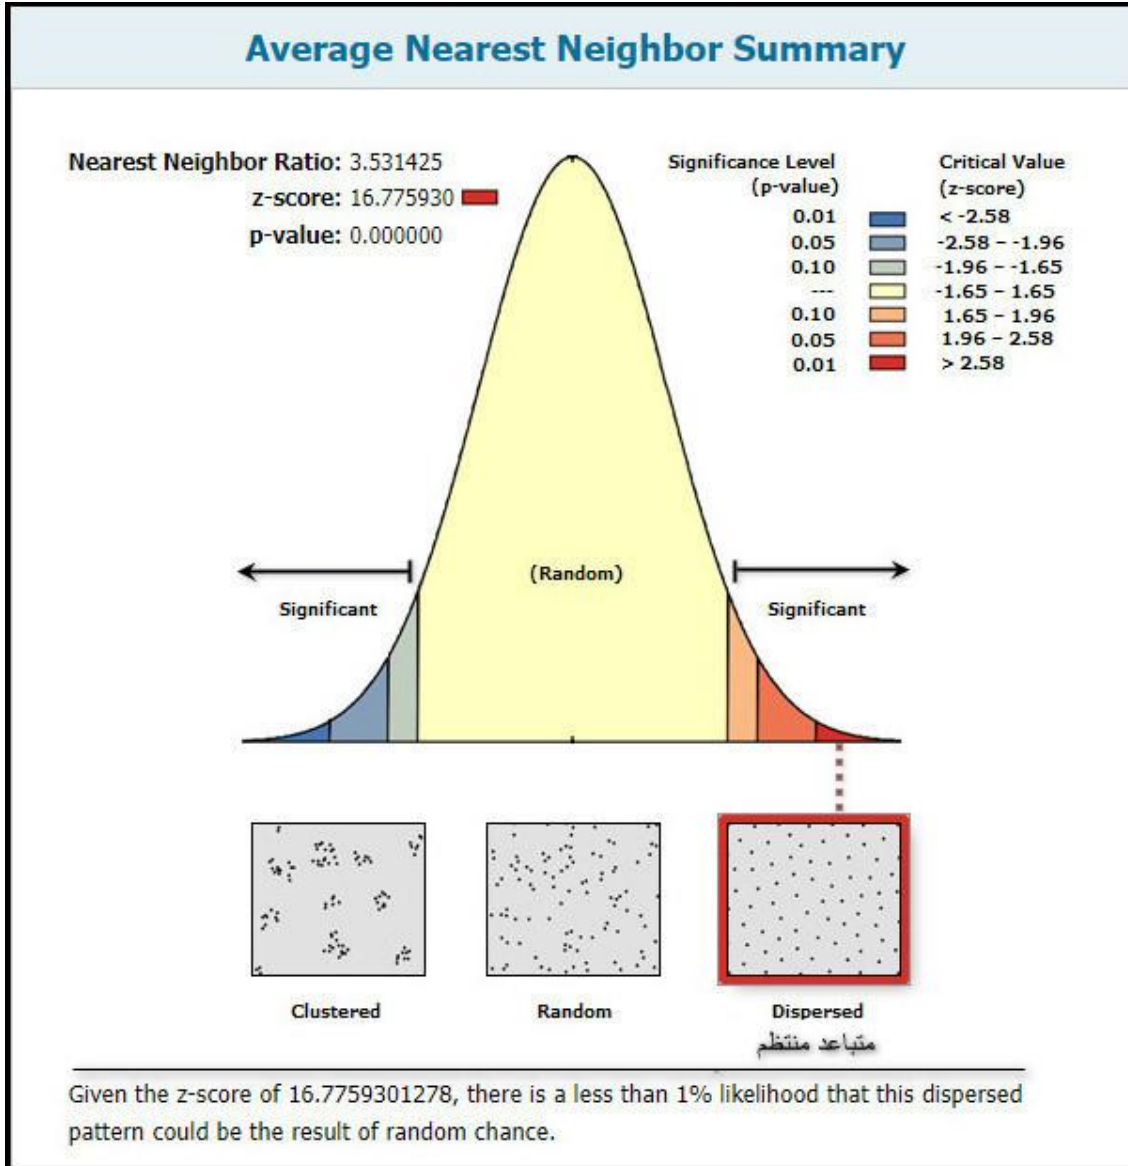 Average Nearest Neighbor Summary
Nearest Neighbor Ratio: 3.531425
z-score: 16.775930
p-value: 0.000000
Significance Level (p-value)
Critical Value (z-score)
0.01 < -2.58
0.05 -2.58 – -1.96
0.10 -1.96 – -1.65
--- -1.65 – 1.65
0.10 1.65 – 1.96
0.05 1.96 – 2.58
0.01 > 2.58
(Random)
Significant
Significant
Clustered
Random
Dispersed
متباعد منتظم
Given the z-score of 16.7759301278, there is a less than 1% likelihood that this dispersed
pattern could be the result of random chance.